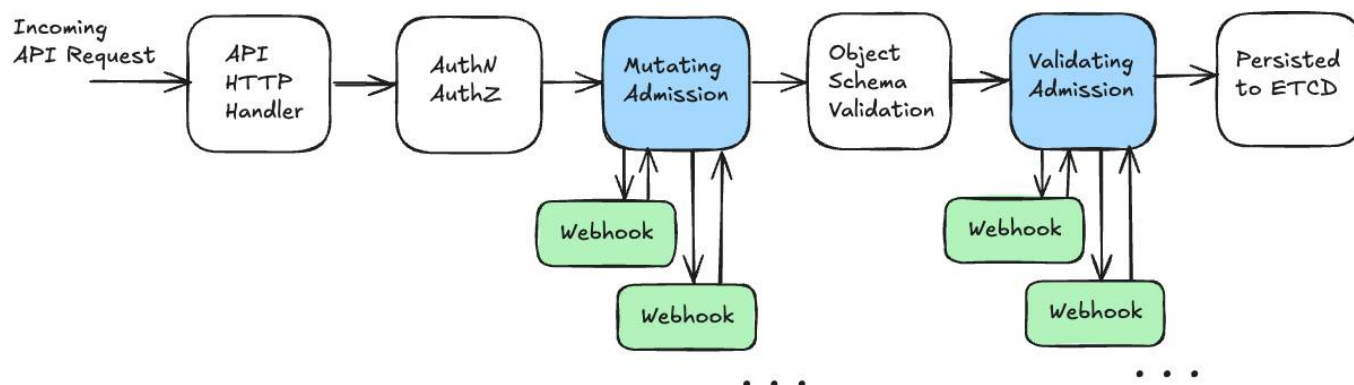 Incoming
API Request
API
HTTP
Handler
AuthN
AuthZ
Mutating
Admission
Object
Schema
Validation
Validating
Admission
Persisted
to ETCD
Webhook
Webhook
Webhook
Webhook
...
...